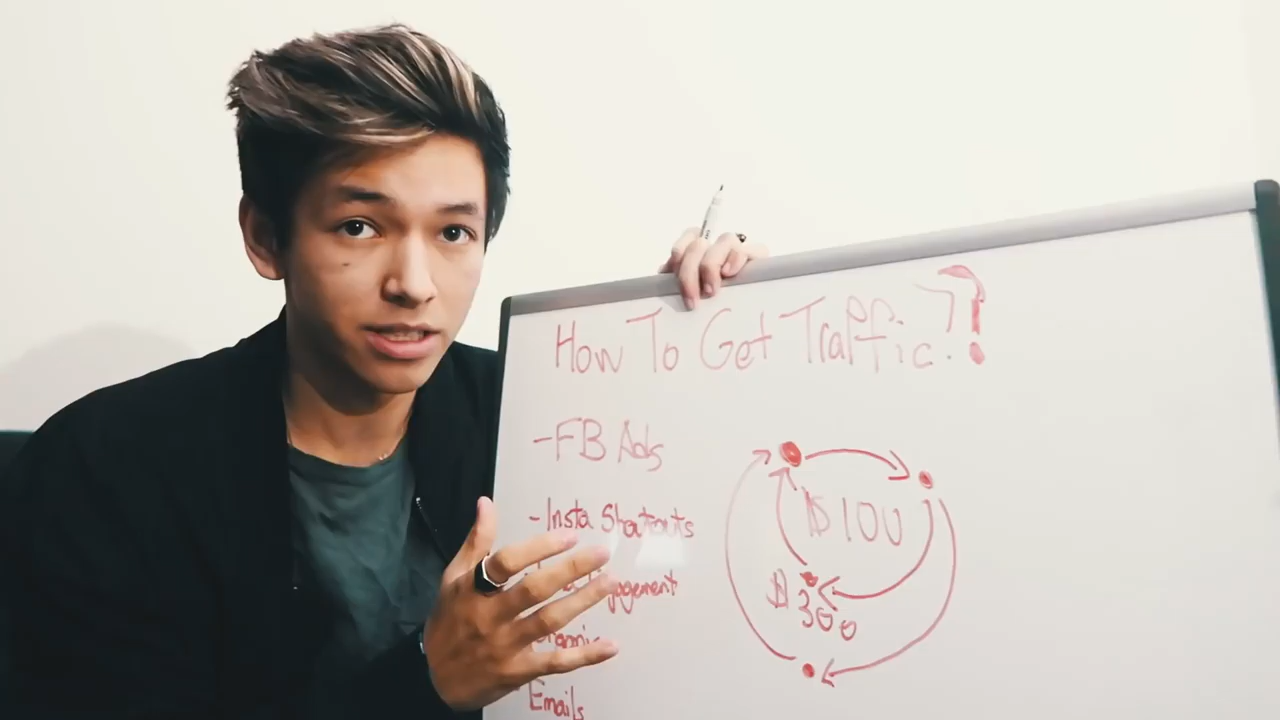 How To Get Traffic.??
-FB Ads
-Insta Shoutouts
Engagement
Emails
$100
$300